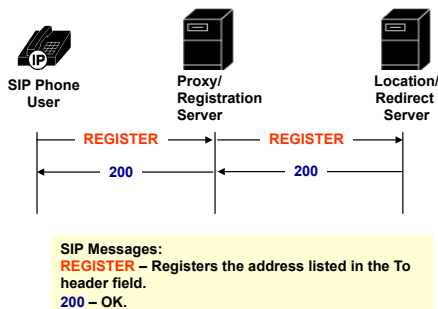 IP
SIP Phone
User
Proxy/
Registration
Server
Location/
Redirect
Server
REGISTER
REGISTER
200
200
SIP Messages:
REGISTER – Registers the address listed in the To
header field.
200 – OK.